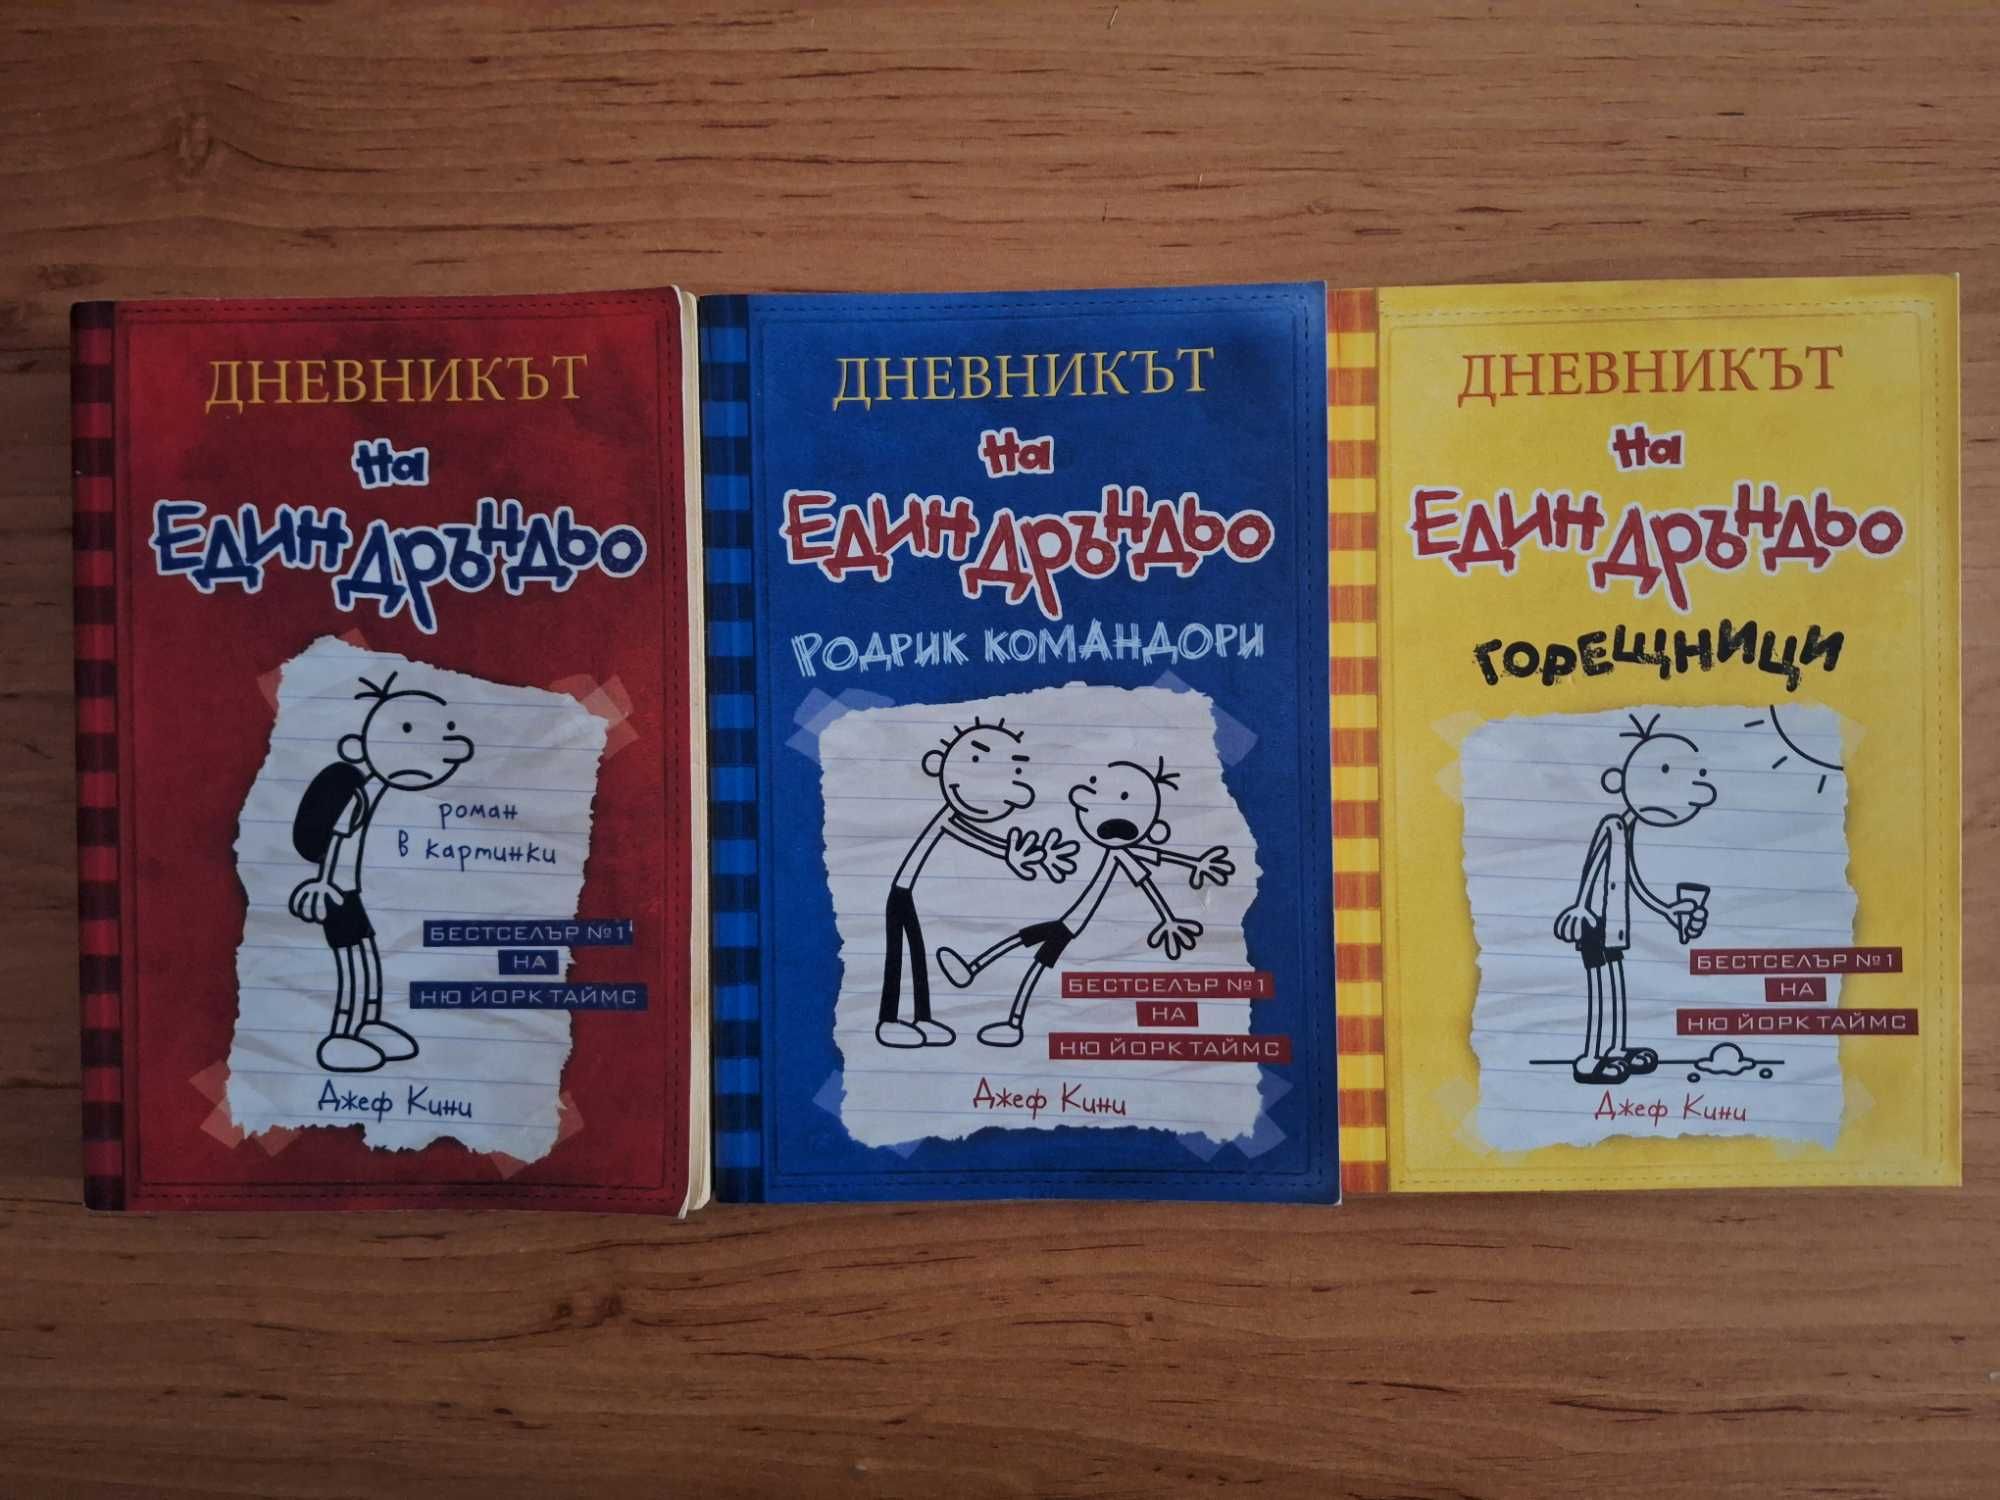 ДНЕВНИКЪТ
на
Един Дръндьо
роман
в картинки
БЕСТСЕЛЪР №1
НА
НЮ ЙОРК ТАЙМС
Джеф Кини
ДНЕВНИКЪТ
на
Един Дръндьо
РОДРИК КОМАНДОРИ
БЕСТСЕЛЪР №1
НА
НЮ ЙОРК ТАЙМС
Джеф Кини
ДНЕВНИКЪТ
на
Един Дръндьо
ГОРЕЩНИЦИ
БЕСТСЕЛЪР №1
НА
НЮ ЙОРК ТАЙМС
Джеф Кини